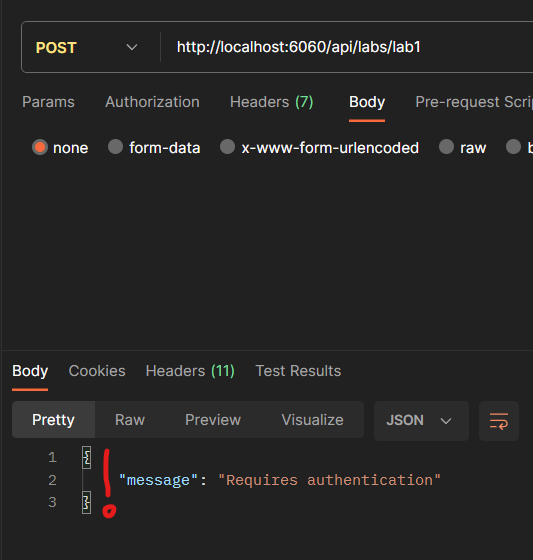 POST http://localhost:6060/api/labs/lab1
Params Authorization Headers (7) Body Pre-request Scri
none form-data x-www-form-urlencoded raw b
Body Cookies Headers (11) Test Results
Pretty Raw Preview Visualize JSON
1 {
2 "message": "Requires authentication"
3 }